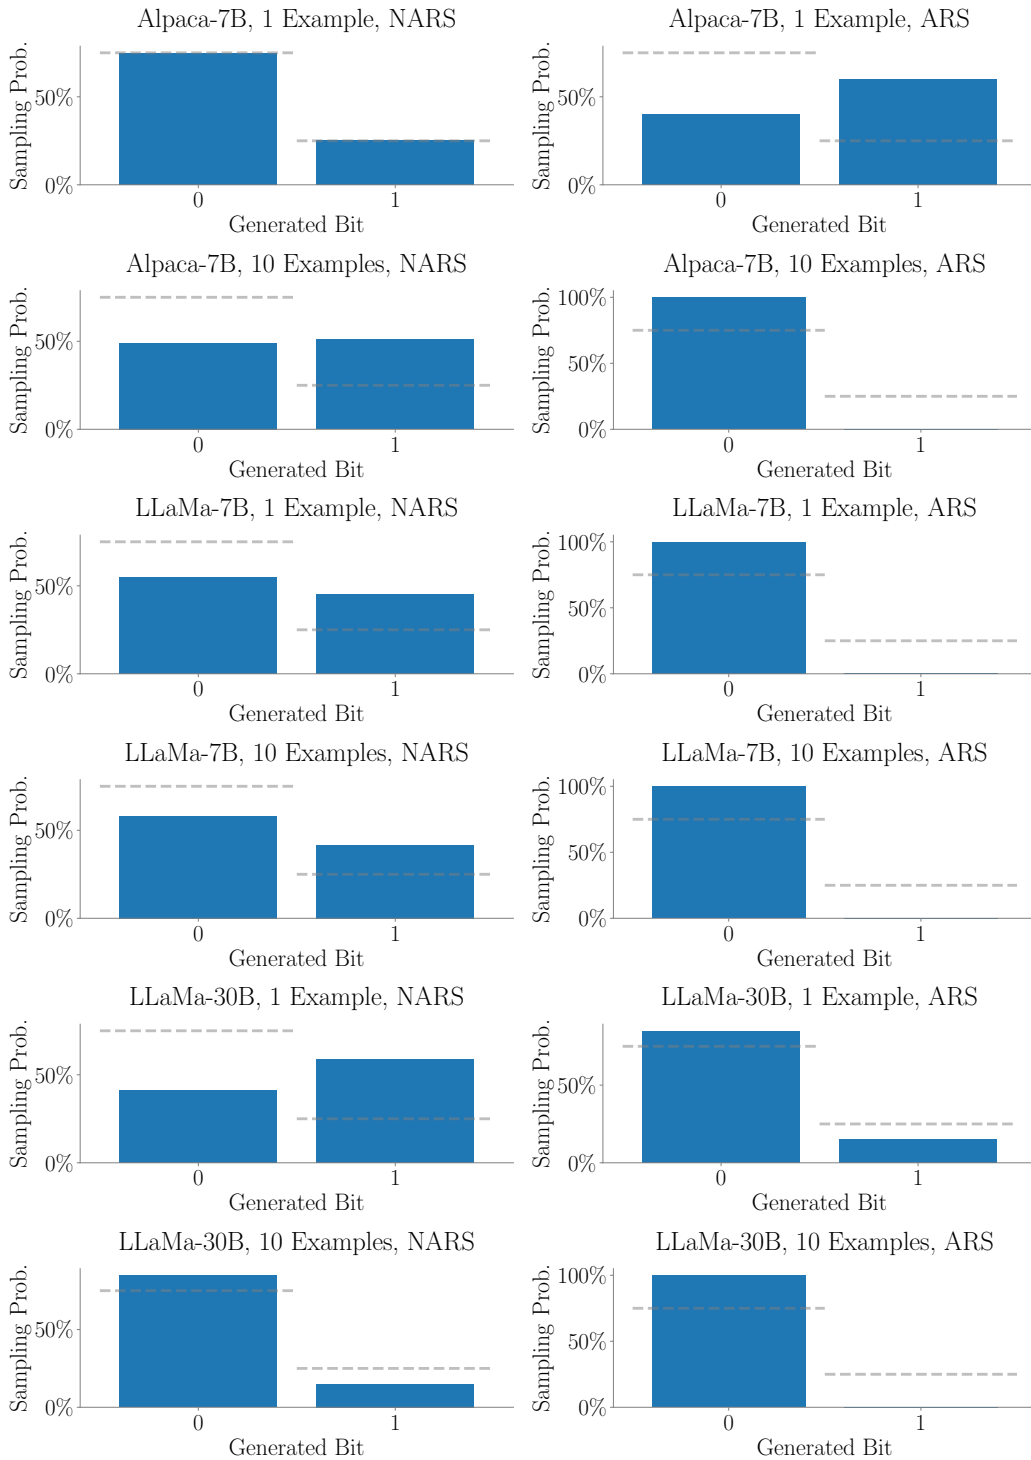 Alpaca-7B, 1 Example, NARS
Sampling Prob.
50%
0%
0 1
Generated Bit
Alpaca-7B, 1 Example, ARS
Sampling Prob.
50%
0%
0 1
Generated Bit
Alpaca-7B, 10 Examples, NARS
Sampling Prob.
50%
0%
0 1
Generated Bit
Alpaca-7B, 10 Examples, ARS
Sampling Prob.
100%
50%
0%
0 1
Generated Bit
LLaMa-7B, 1 Example, NARS
Sampling Prob.
50%
0%
0 1
Generated Bit
LLaMa-7B, 1 Example, ARS
Sampling Prob.
100%
50%
0%
0 1
Generated Bit
LLaMa-7B, 10 Examples, NARS
Sampling Prob.
50%
0%
0 1
Generated Bit
LLaMa-7B, 10 Examples, ARS
Sampling Prob.
100%
50%
0%
0 1
Generated Bit
LLaMa-30B, 1 Example, NARS
Sampling Prob.
50%
0%
0 1
Generated Bit
LLaMa-30B, 1 Example, ARS
Sampling Prob.
50%
0%
0 1
Generated Bit
LLaMa-30B, 10 Examples, NARS
Sampling Prob.
50%
0%
0 1
Generated Bit
LLaMa-30B, 10 Examples, ARS
Sampling Prob.
100%
50%
0%
0 1
Generated Bit